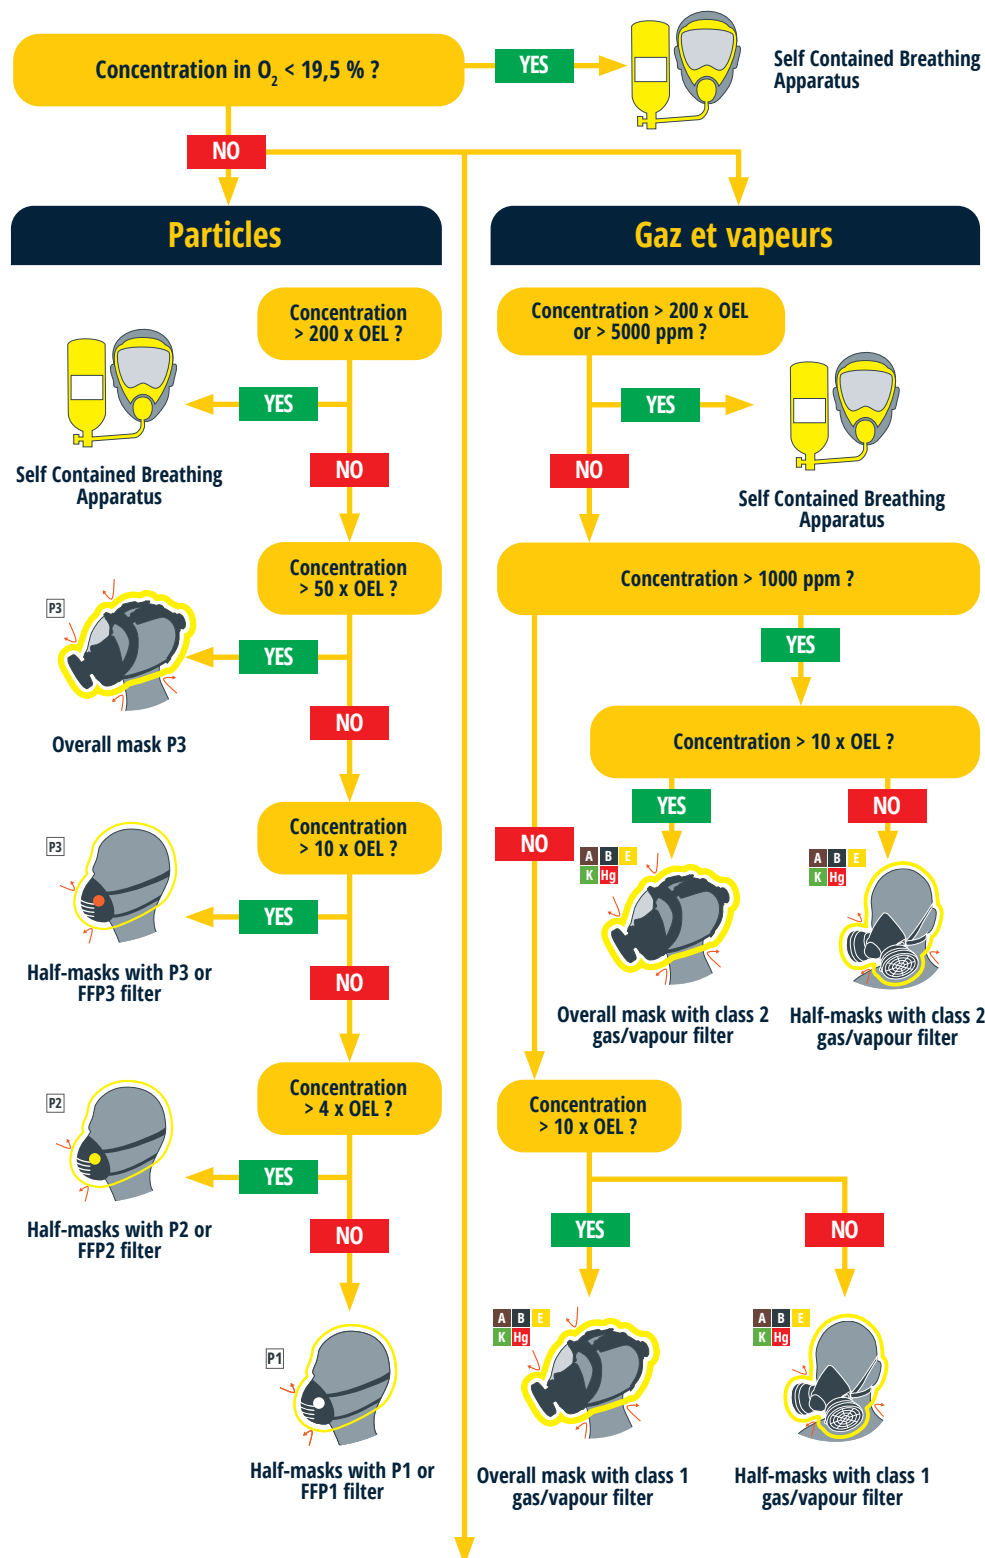 Concentration in O₂ < 19,5 % ?
YES
Self Contained Breathing
Apparatus
NO
Particles
Concentration
> 200 x OEL ?
YES
Self Contained Breathing
Apparatus
NO
Concentration
> 50 x OEL ?
P3
YES
Overall mask P3
NO
Concentration
> 10 x OEL ?
P3
YES
Half-masks with P3 or
FFP3 filter
NO
Concentration
> 4 x OEL ?
P2
YES
Half-masks with P2 or
FFP2 filter
NO
P1
Half-masks with P1 or
FFP1 filter
Gaz et vapeurs
Concentration > 200 x OEL
or > 5000 ppm ?
YES
Self Contained Breathing
Apparatus
NO
Concentration > 1000 ppm ?
YES
Concentration > 10 x OEL ?
YES
A B E
K Hg
Overall mask with class 2
gas/vapour filter
NO
A B E
K Hg
Half-masks with class 2
gas/vapour filter
NO
Concentration
> 10 x OEL ?
YES
A B E
K Hg
Overall mask with class 1
gas/vapour filter
NO
A B E
K Hg
Half-masks with class 1
gas/vapour filter